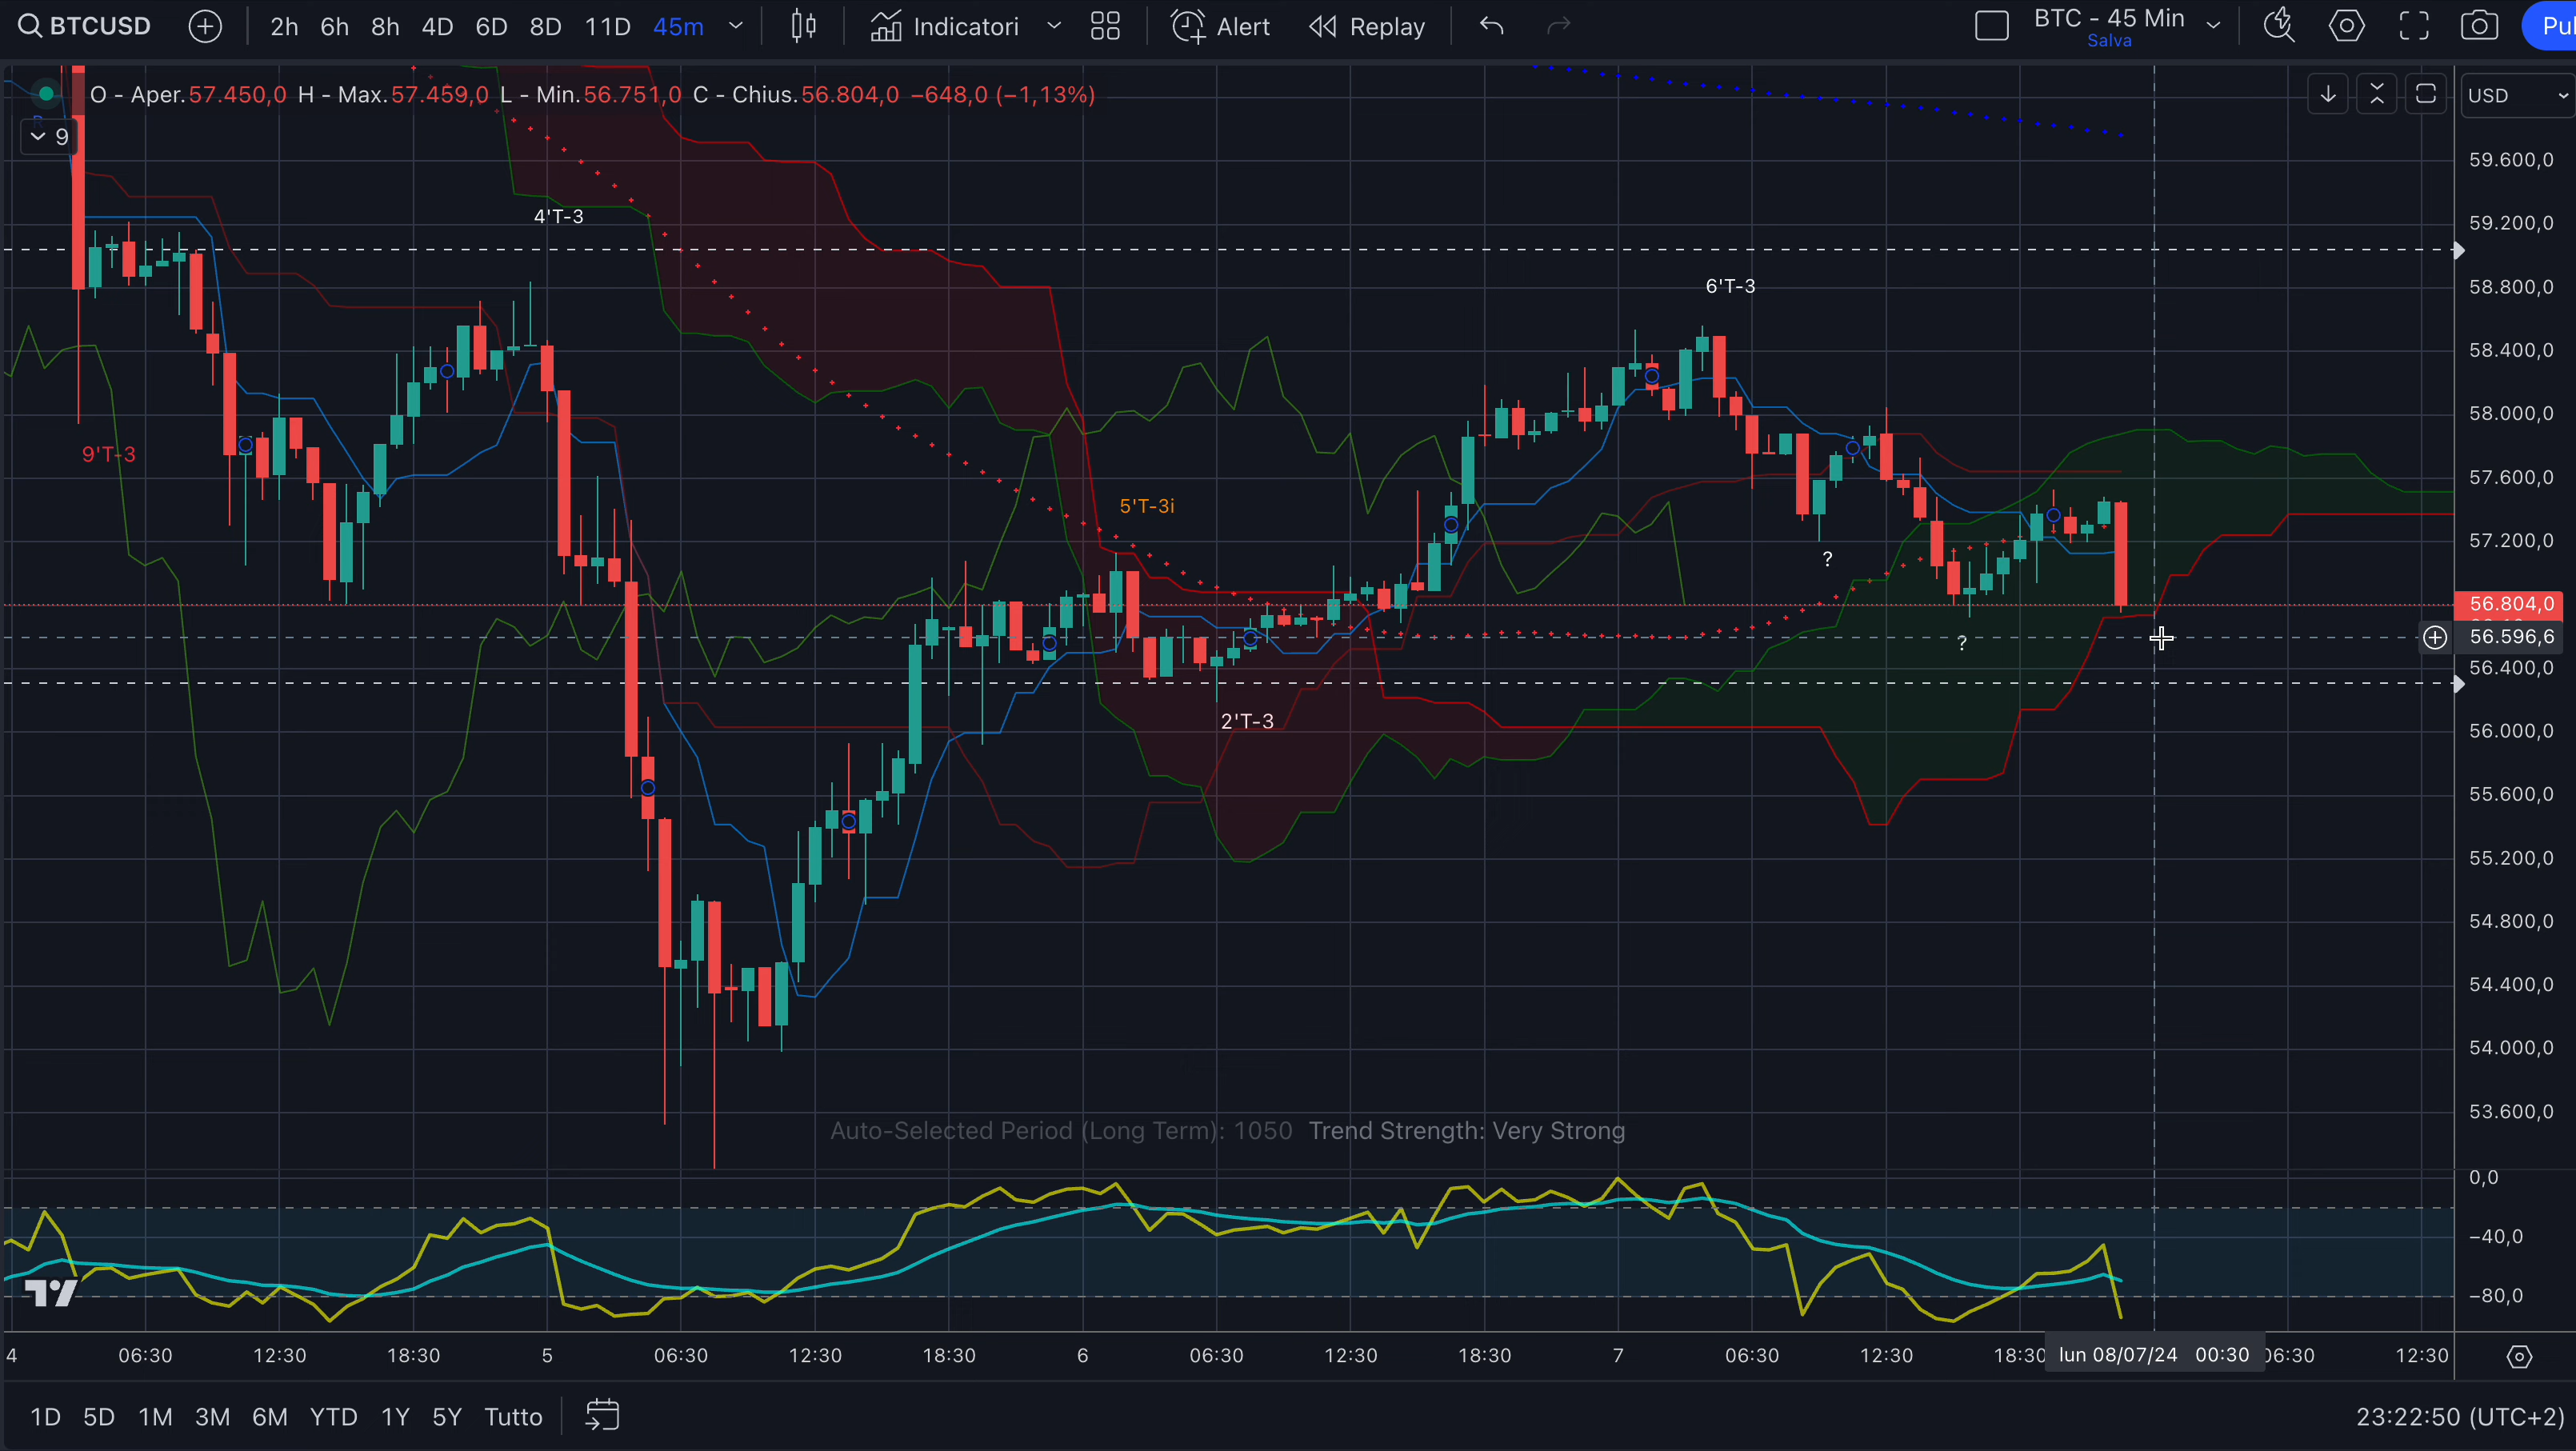 BTCUSD 2h 6h 8h 4D 6D 8D 11D 45m Indicatori Alert Replay BTC - 45 Min
Salva
O - Aper.57.450,0 H - Max.57.459,0 L - Min.56.751,0 C - Chius.56.804,0 −648,0 (−1,13%)
USD
9
59.600,0
4'T-3
59.200,0
6'T-3
58.800,0
58.400,0
58.000,0
9'T-3
57.600,0
5'T-3i
57.200,0
?
56.804,0
56.596,6
?
56.400,0
2'T-3
56.000,0
55.600,0
55.200,0
54.800,0
54.400,0
54.000,0
53.600,0
Auto-Selected Period (Long Term): 1050 Trend Strength: Very Strong
0,0
−40,0
−80,0
4 06:30 12:30 18:30 5 06:30 12:30 18:30 6 06:30 12:30 18:30 7 06:30 12:30 18:30 lun 08/07/24 00:30 06:30 12:30
1D 5D 1M 3M 6M YTD 1Y 5Y Tutto 23:22:50 (UTC+2)